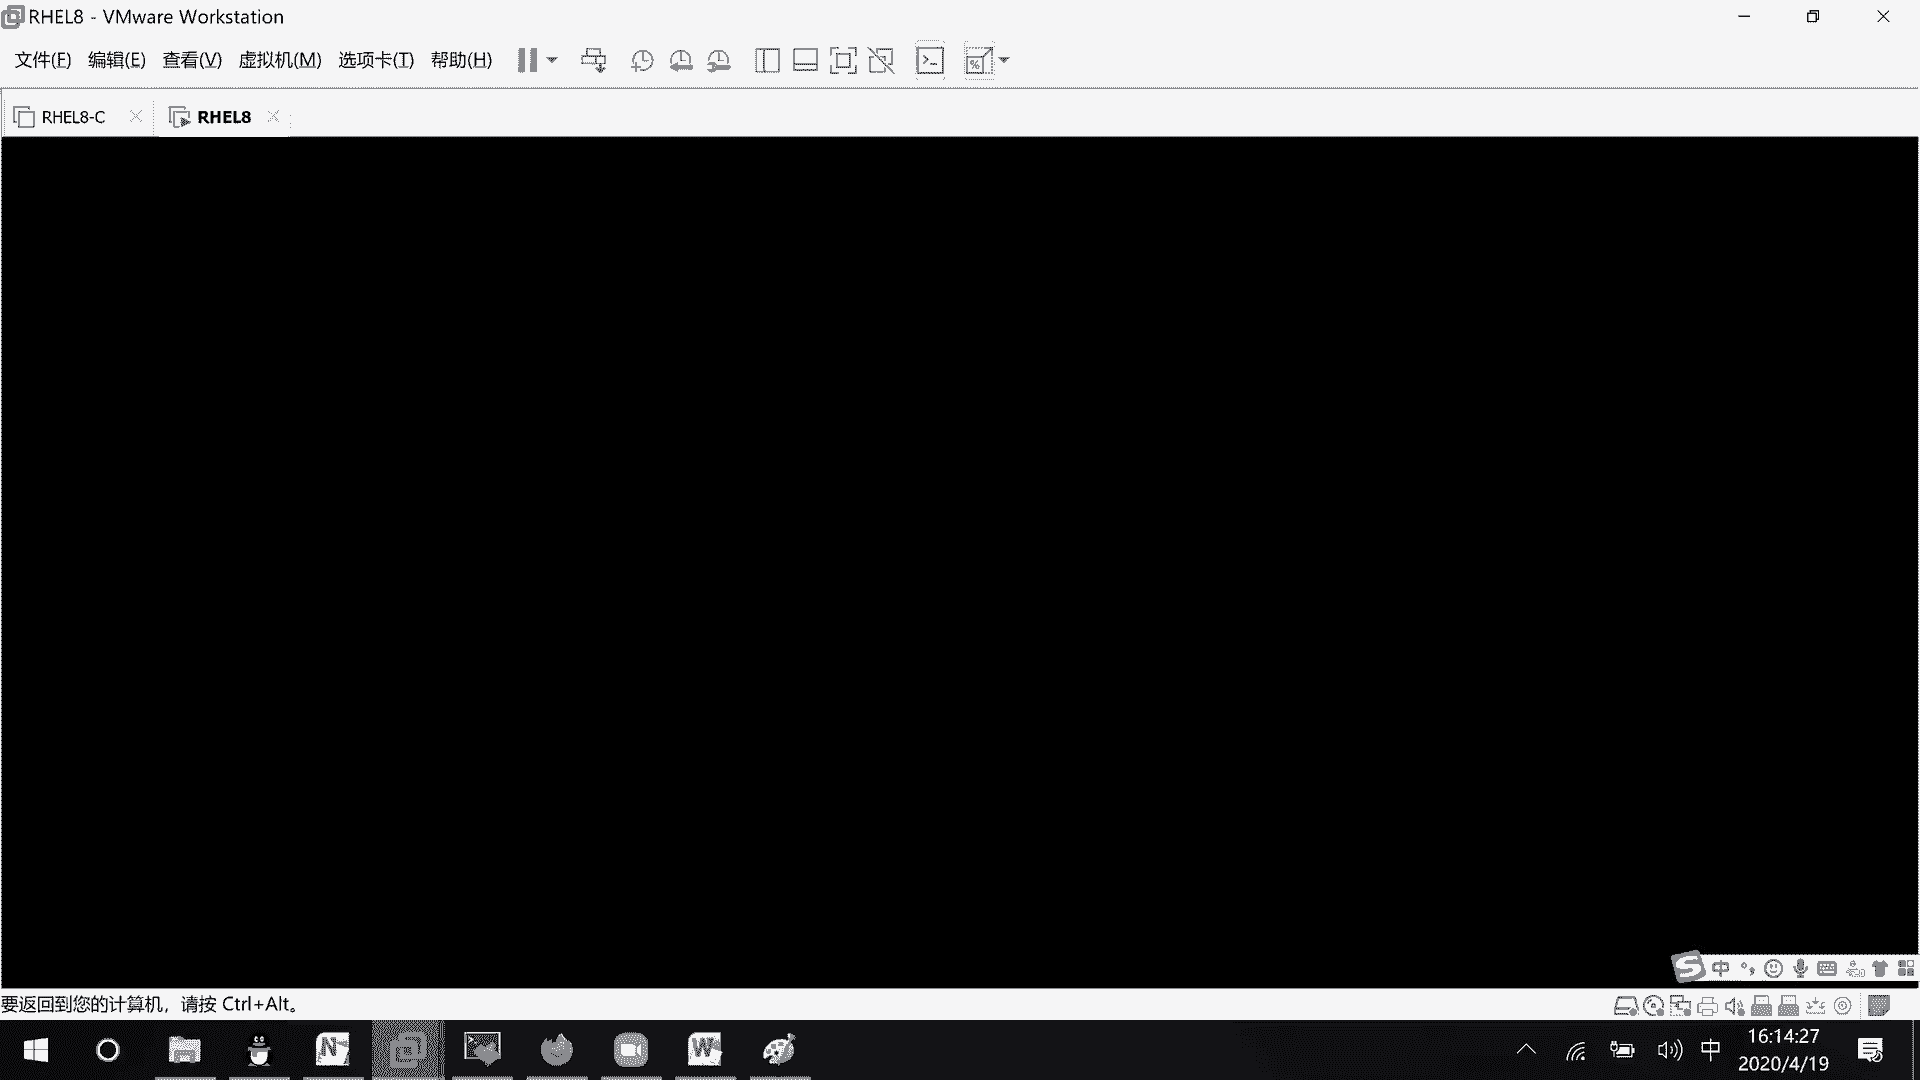 RHEL8 - VMware Workstation
文件(F) 编辑(E) 查看(V) 虚拟机(M) 选项卡(T) 帮助(H)
RHEL8-C RHEL8
中
要返回到您的计算机，请按 Ctrl+Alt。
中 16:14:27
2020/4/19